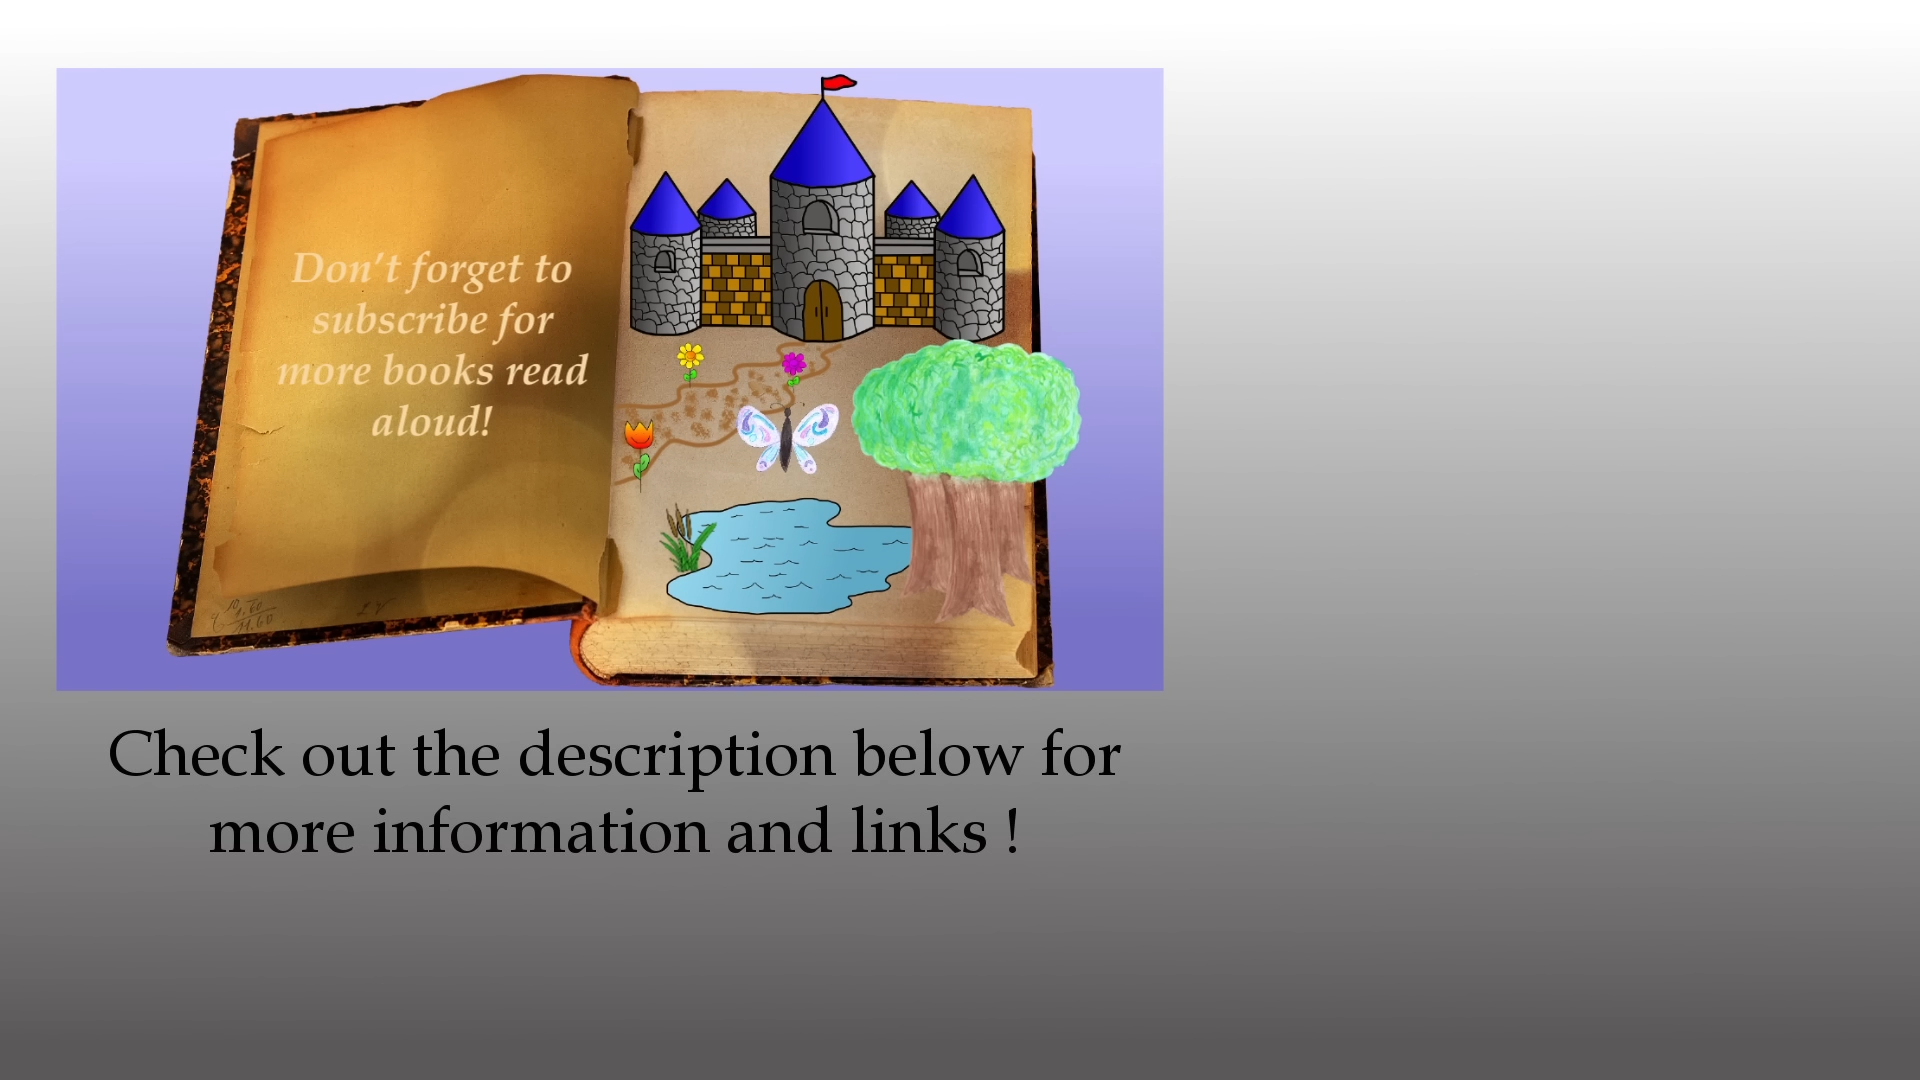 Don't forget to
subscribe for
more books read
aloud!
Check out the description below for
more information and links !